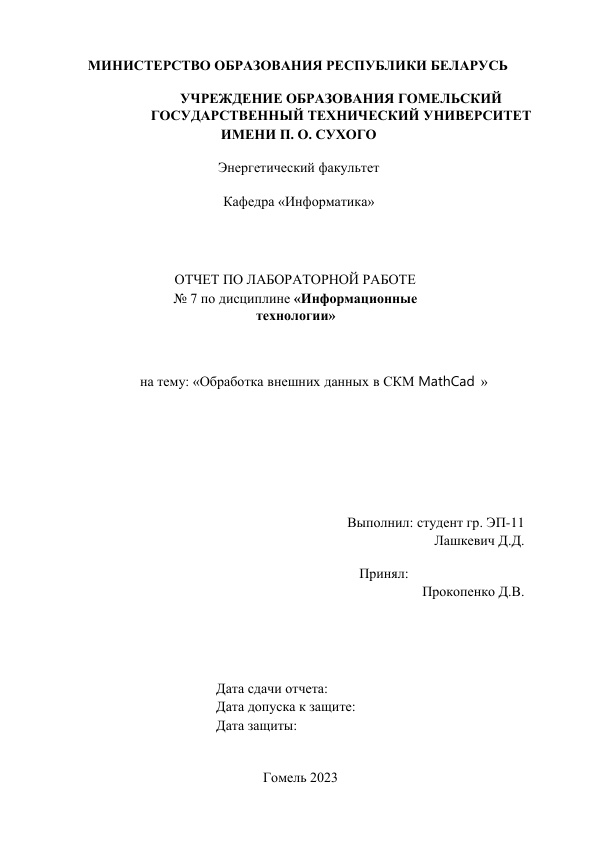 МИНИСТЕРСТВО ОБРАЗОВАНИЯ РЕСПУБЛИКИ БЕЛАРУСЬ
УЧРЕЖДЕНИЕ ОБРАЗОВАНИЯ ГОМЕЛЬСКИЙ
ГОСУДАРСТВЕННЫЙ ТЕХНИЧЕСКИЙ УНИВЕРСИТЕТ
ИМЕНИ П. О. СУХОГО
Энергетический факультет
Кафедра «Информатика»
ОТЧЕТ ПО ЛАБОРАТОРНОЙ РАБОТЕ
№ 7 по дисциплине «Информационные
технологии»
на тему: «Обработка внешних данных в СКМ MathCad »
Выполнил: студент гр. ЭП-11
Лашкевич Д.Д.
Принял:
Прокопенко Д.В.
Дата сдачи отчета:
Дата допуска к защите:
Дата защиты:
Гомель 2023